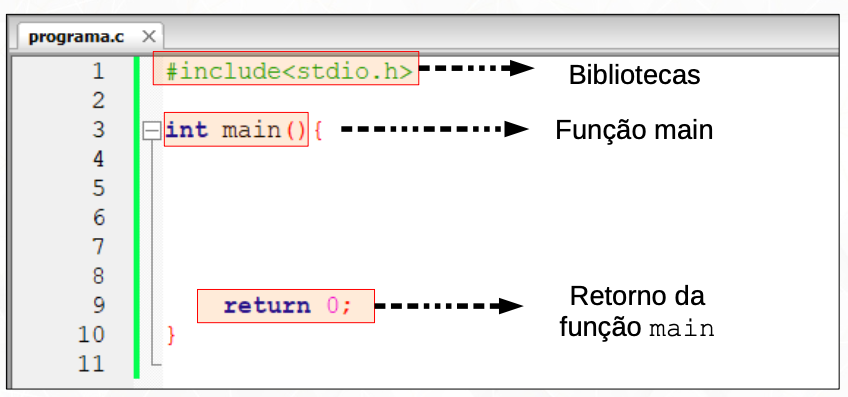 programa.c
1 #include<stdio.h> Bibliotecas
2
3 int main(){ Função main
4
5
6
7
8
9 return 0; Retorno da
função main
10 }
11